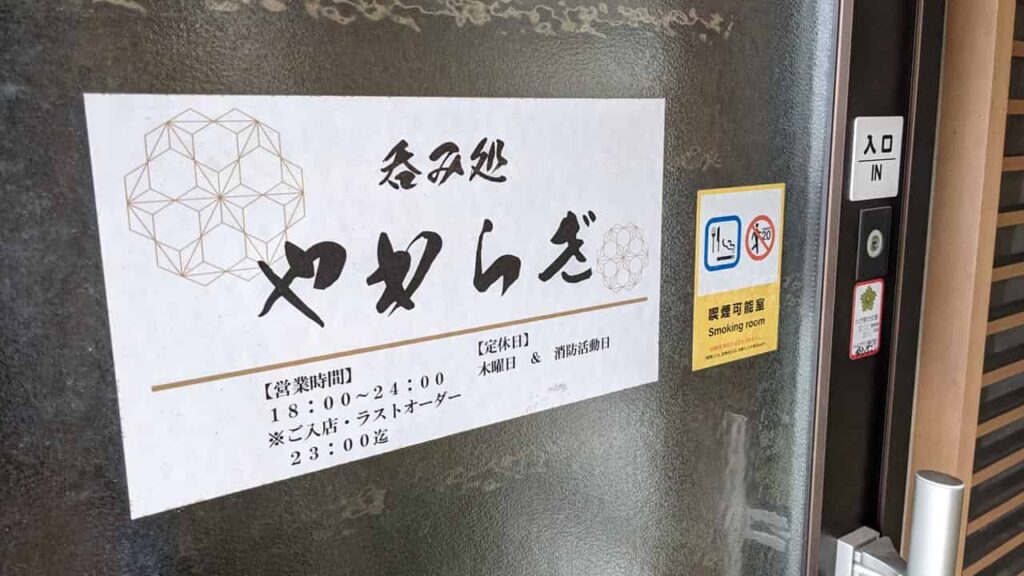 呑み処
やわらぎ
【営業時間】
18:00~24:00
※ご入店・ラストオーダー
23:00迄
【定休日】
木曜日 & 消防活動日
20
喫煙可能室
Smoking room
入口
IN